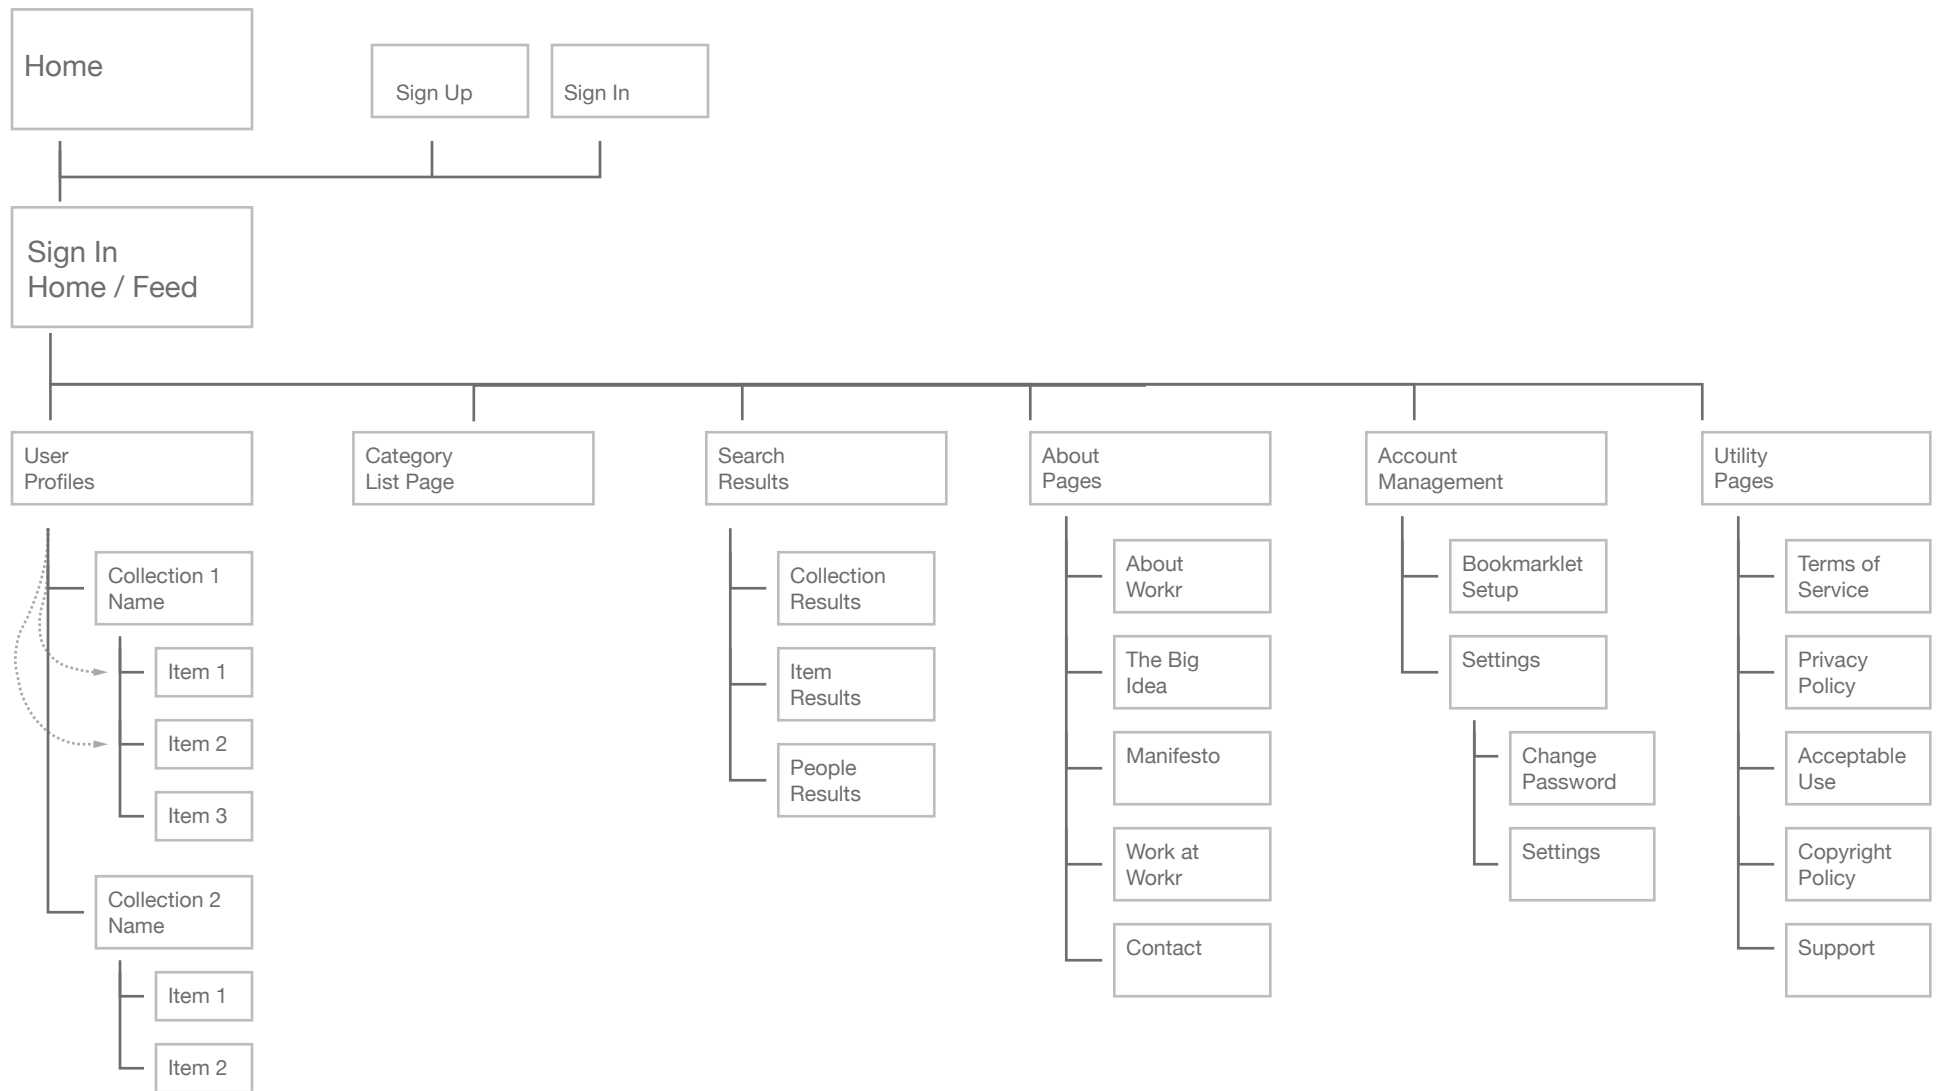 Home
Sign Up
Sign In
Sign In
Home / Feed
User
Profiles
Collection 1
Name
Item 1
Item 2
Item 3
Collection 2
Name
Item 1
Item 2
Category
List Page
Search
Results
Collection
Results
Item
Results
People
Results
About
Pages
About
Workr
The Big
Idea
Manifesto
Work at
Workr
Contact
Account
Management
Bookmarklet
Setup
Settings
Change
Password
Settings
Utility
Pages
Terms of
Service
Privacy
Policy
Acceptable
Use
Copyright
Policy
Support